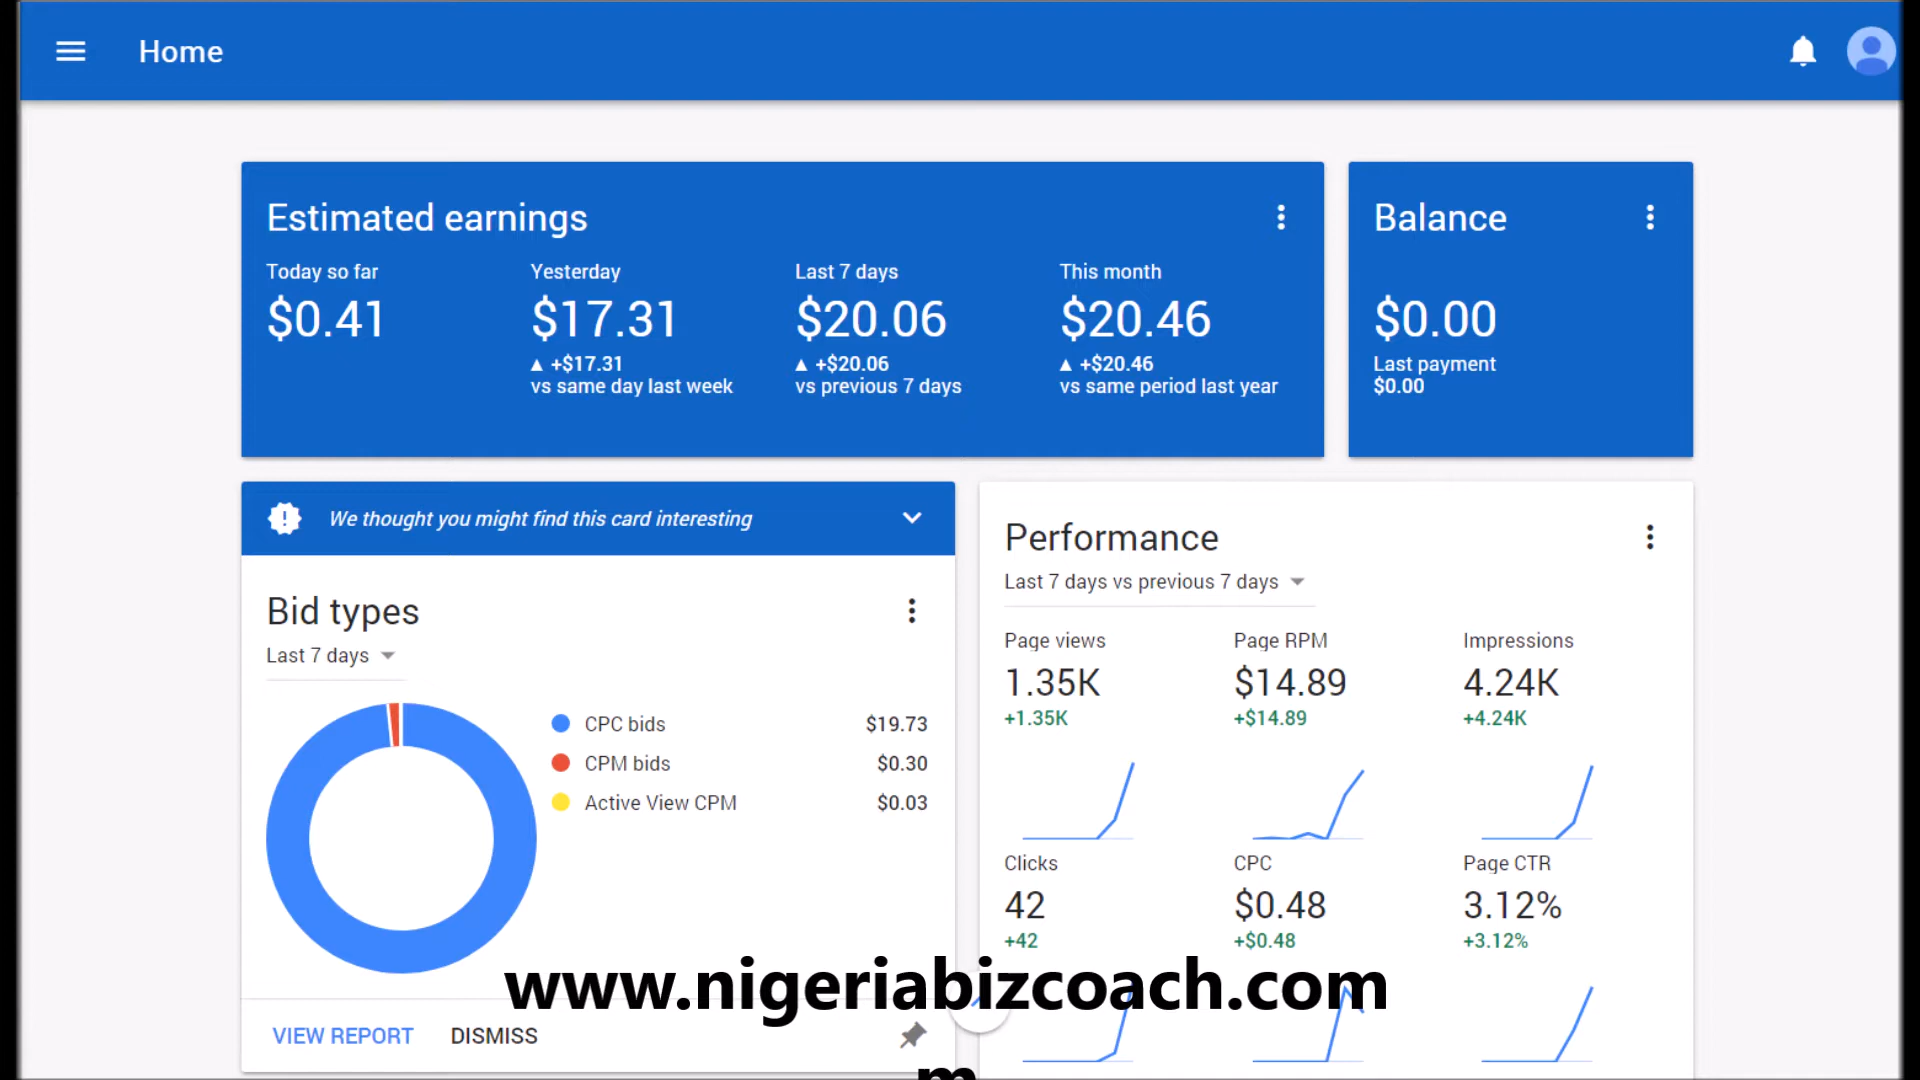 Home
Estimated earnings
Today so far
$0.41
Yesterday
$17.31
▲ +$17.31
vs same day last week
Last 7 days
$20.06
▲ +$20.06
vs previous 7 days
This month
$20.46
▲ +$20.46
vs same period last year
Balance
$0.00
Last payment
$0.00
We thought you might find this card interesting
Bid types
Last 7 days
CPC bids $19.73
CPM bids $0.30
Active View CPM $0.03
VIEW REPORT DISMISS
Performance
Last 7 days vs previous 7 days
Page views
1.35K
+1.35K
Page RPM
$14.89
+$14.89
Impressions
4.24K
+4.24K
Clicks
42
+42
CPC
$0.48
+$0.48
Page CTR
3.12%
+3.12%
www.nigeriabizcoach.com
m